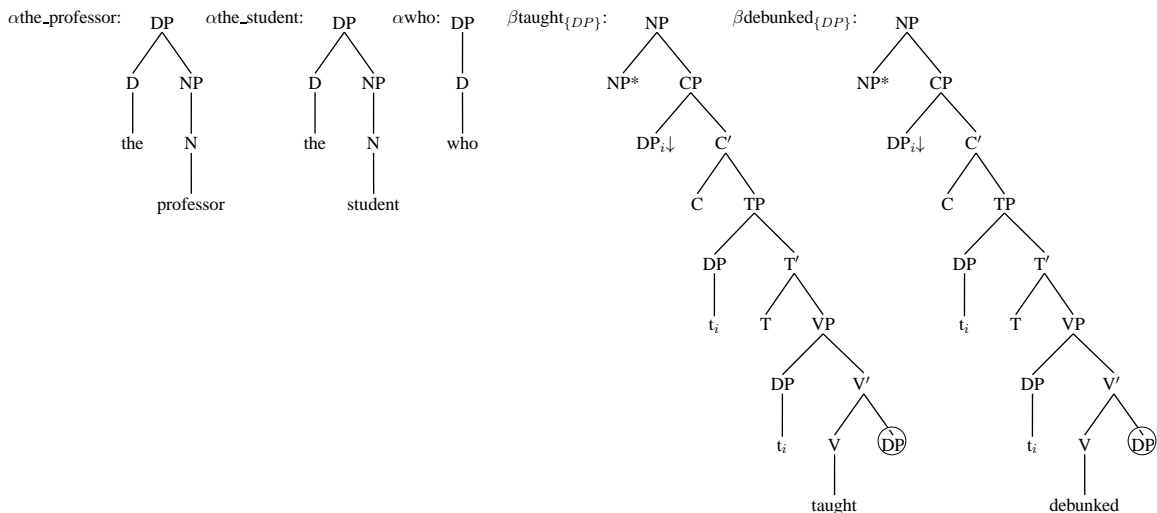 αthe_professor: DP αthe_student: DP αwho: DP βtaught{DP}: NP βdebunked{DP}: NP
D NP D NP D NP* CP NP* CP
the N the N who DPi↓ C′ DPi↓ C′
professor student C TP C TP
DP T′ DP T′
ti T VP ti T VP
DP V′ DP V′
ti V DP ti V DP
taught debunked